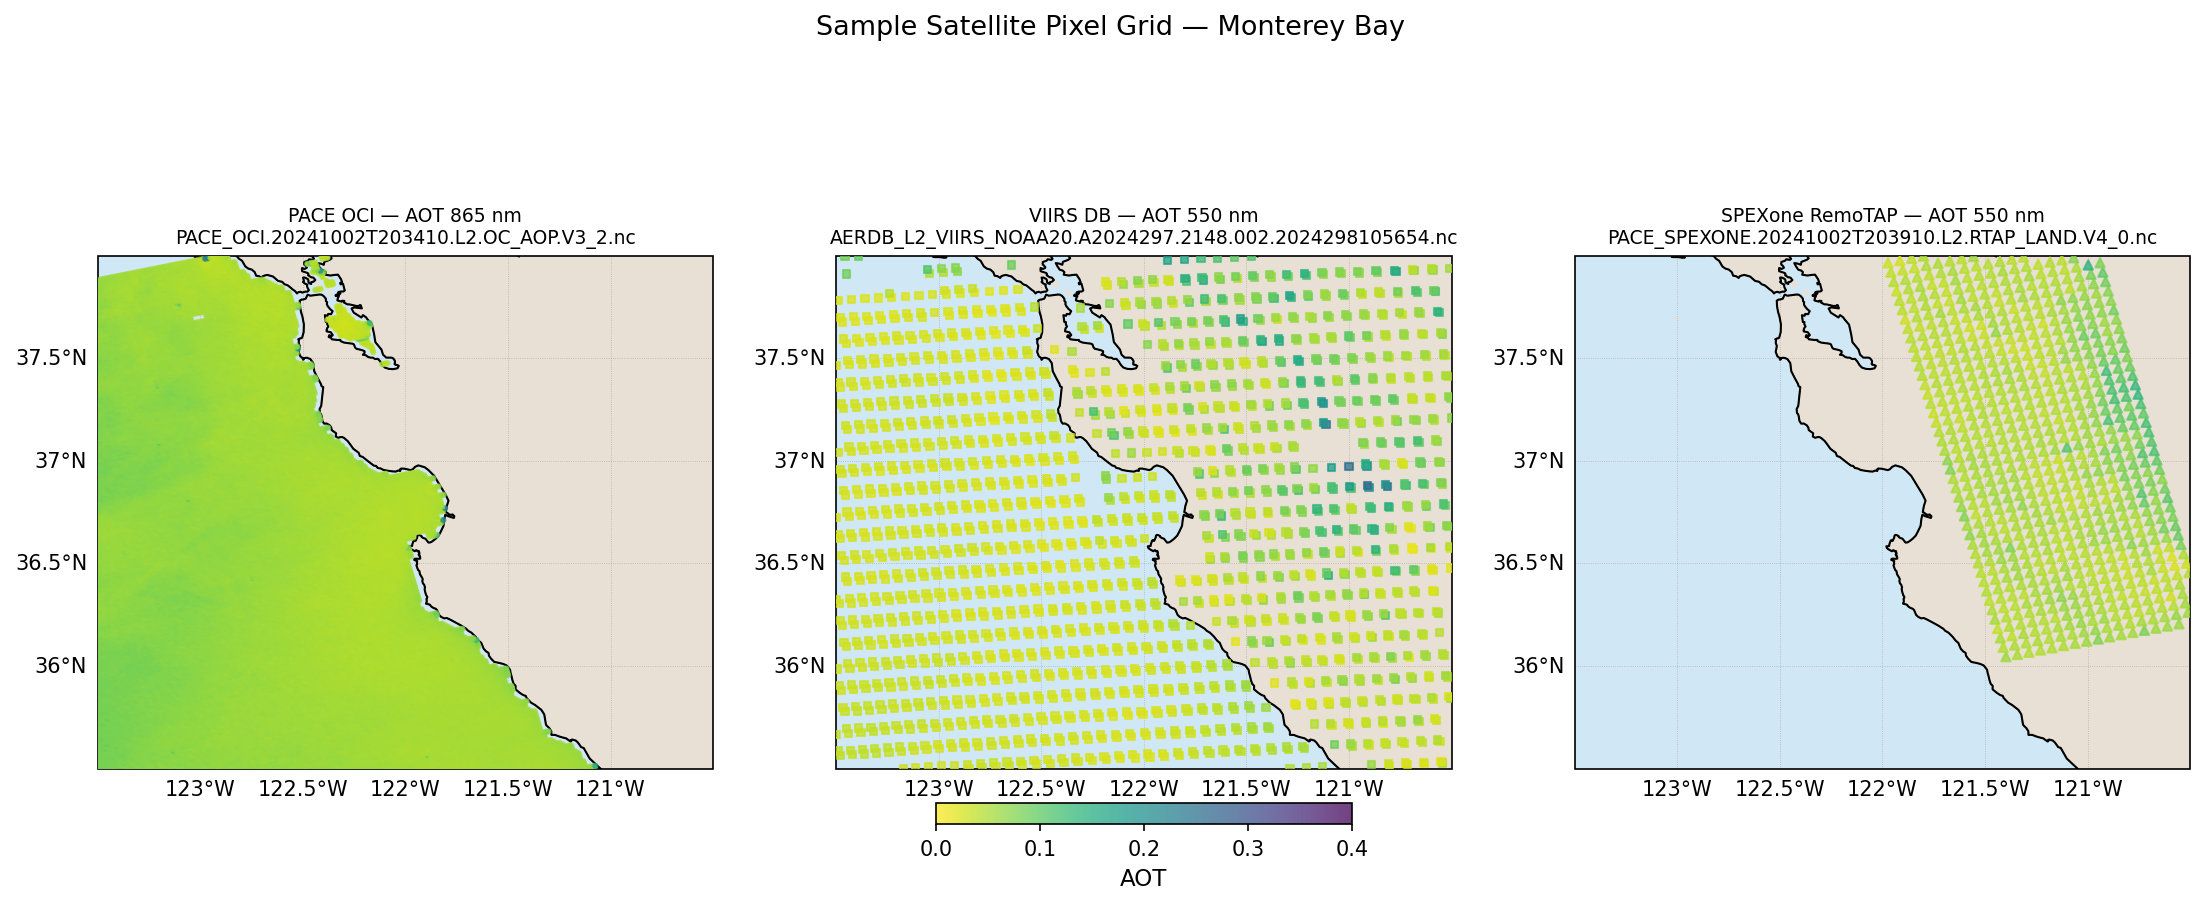 Sample Satellite Pixel Grid — Monterey Bay
PACE OCI — AOT 865 nm
PACE_OCI.20241002T203410.L2.OC_AOP.V3_2.nc
37.5°N
37°N
36.5°N
36°N
123°W 122.5°W 122°W 121.5°W 121°W
VIIRS DB — AOT 550 nm
AERDB_L2_VIIRS_NOAA20.A2024297.2148.002.2024298105654.nc
37.5°N
37°N
36.5°N
36°N
123°W 122.5°W 122°W 121.5°W 121°W
SPEXone RemoTAP — AOT 550 nm
PACE_SPEXONE.20241002T203910.L2.RTAP_LAND.V4_0.nc
37.5°N
37°N
36.5°N
36°N
123°W 122.5°W 122°W 121.5°W 121°W
0.0 0.1 0.2 0.3 0.4
AOT